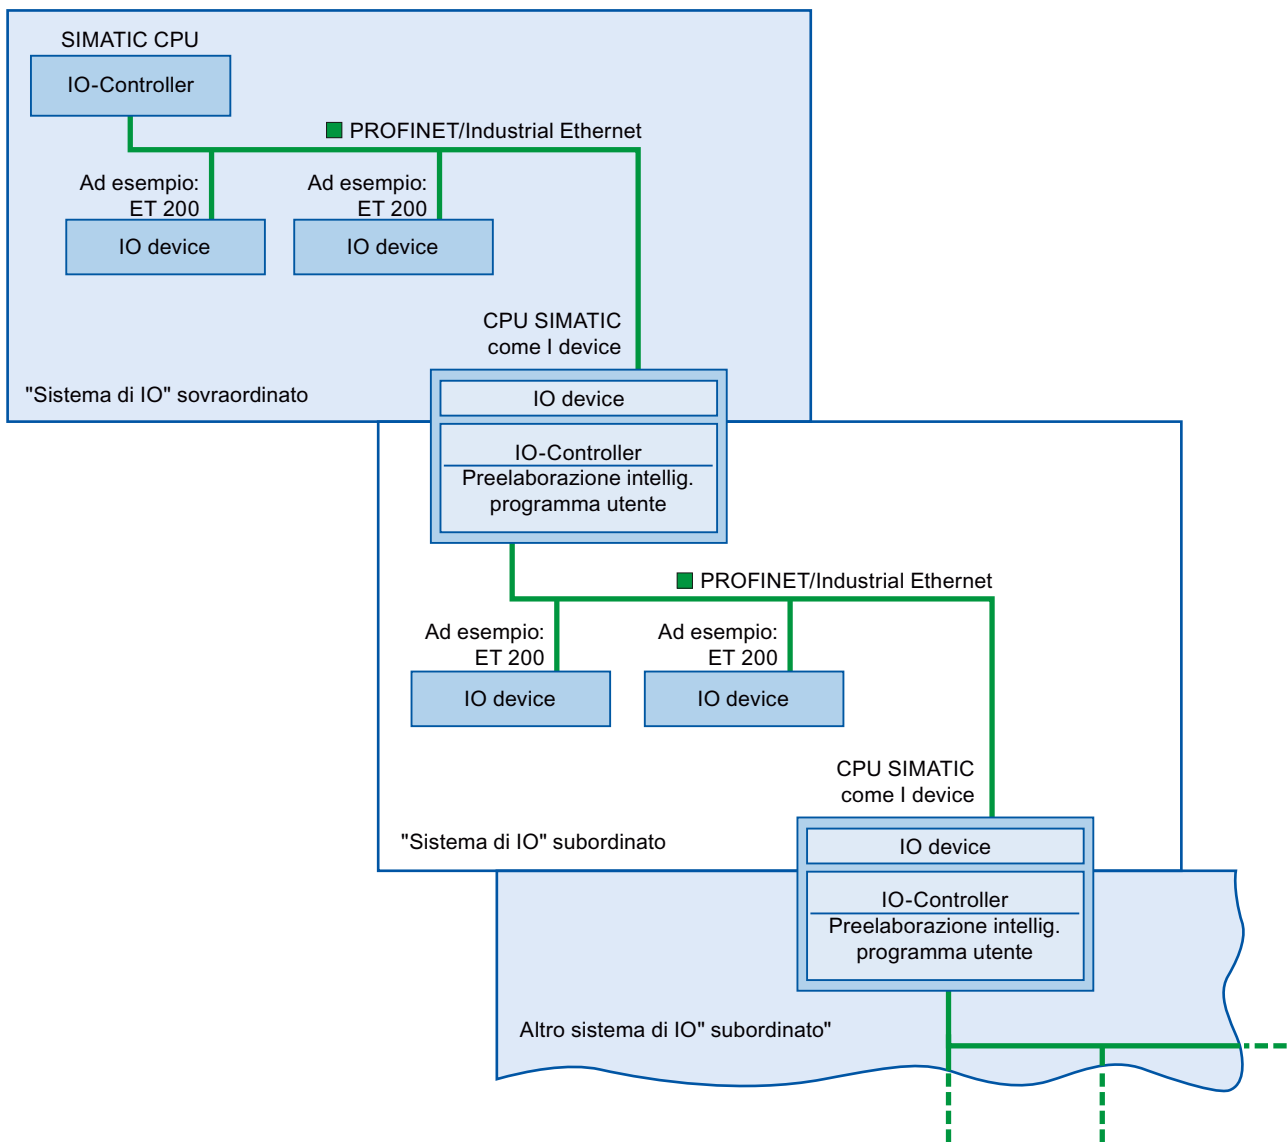 SIMATIC CPU
IO-Controller
PROFINET/Industrial Ethernet
Ad esempio:
ET 200
IO device
Ad esempio:
ET 200
IO device
CPU SIMATIC
come I device
"Sistema di IO" sovraordinato
IO device
IO-Controller
Preelaborazione intellig.
programma utente
PROFINET/Industrial Ethernet
Ad esempio:
ET 200
IO device
Ad esempio:
ET 200
IO device
CPU SIMATIC
come I device
"Sistema di IO" subordinato
IO device
IO-Controller
Preelaborazione intellig.
programma utente
Altro sistema di IO" subordinato"